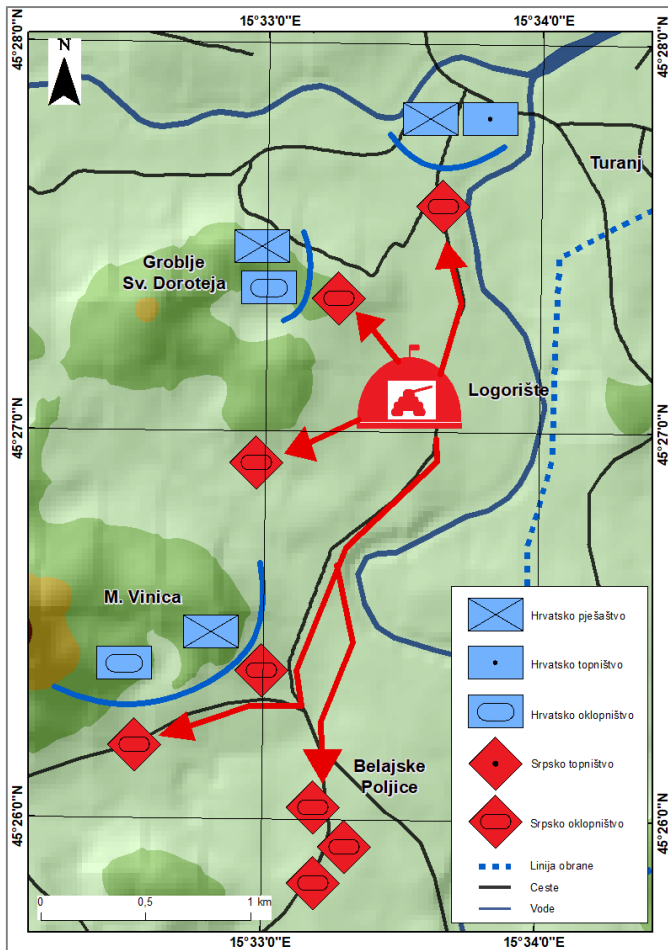 15°33'0"E
15°34'0"E
45°28'0"N
45°28'0"N
N
Turanj
Groblje
Sv. Doroteja
Logorište
45°27'0"N
45°27'0"N
M. Vinica
Hrvatsko pješaštvo
Hrvatsko topništvo
Hrvatsko oklopništvo
Srpsko topništvo
Belajske
Poljice
Srpsko oklopništvo
45°26'0"N
45°26'0"N
Linija obrane
Ceste
Vode
0 0,5 1 km
15°33'0"E
15°34'0"E